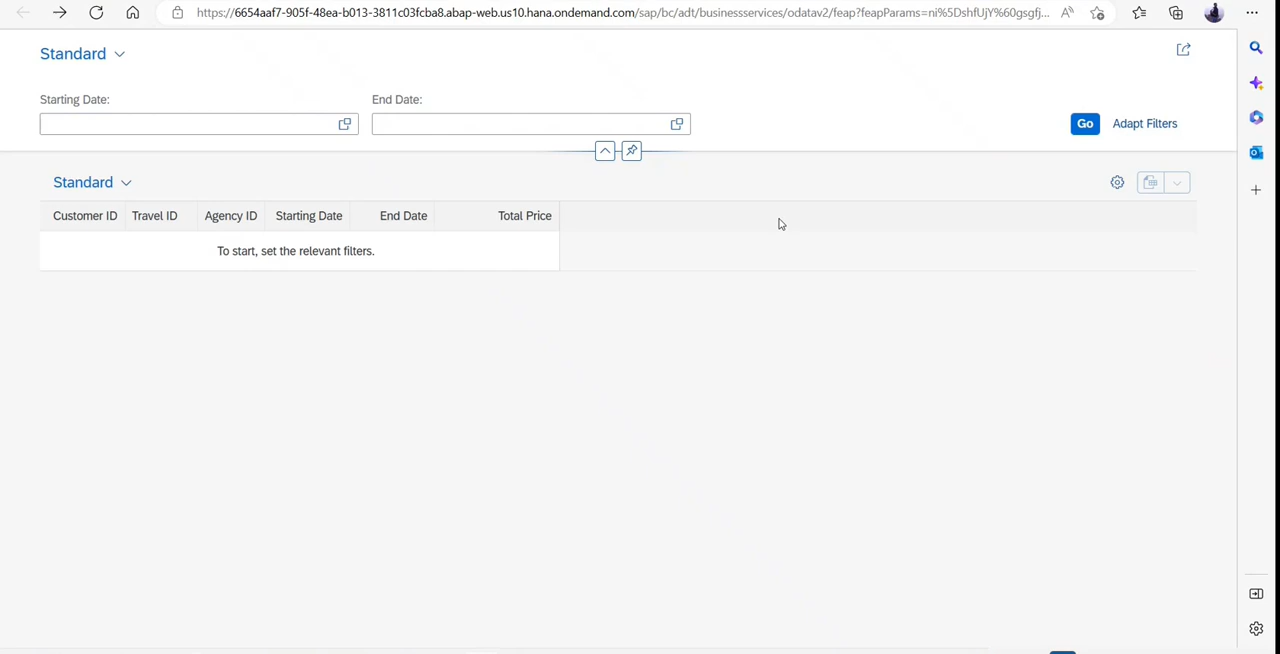 https://6654aaf7-905f-48ea-b013-3811c03fcba8.abap-web.us10.hana.ondemand.com/sap/bc/adt/businessservices/odatav2/feap?feapParams=ni%5DshfUjY%60gsgfj...
Standard
Starting Date:
End Date:
Go
Adapt Filters
Standard
Customer ID Travel ID Agency ID Starting Date End Date Total Price
To start, set the relevant filters.